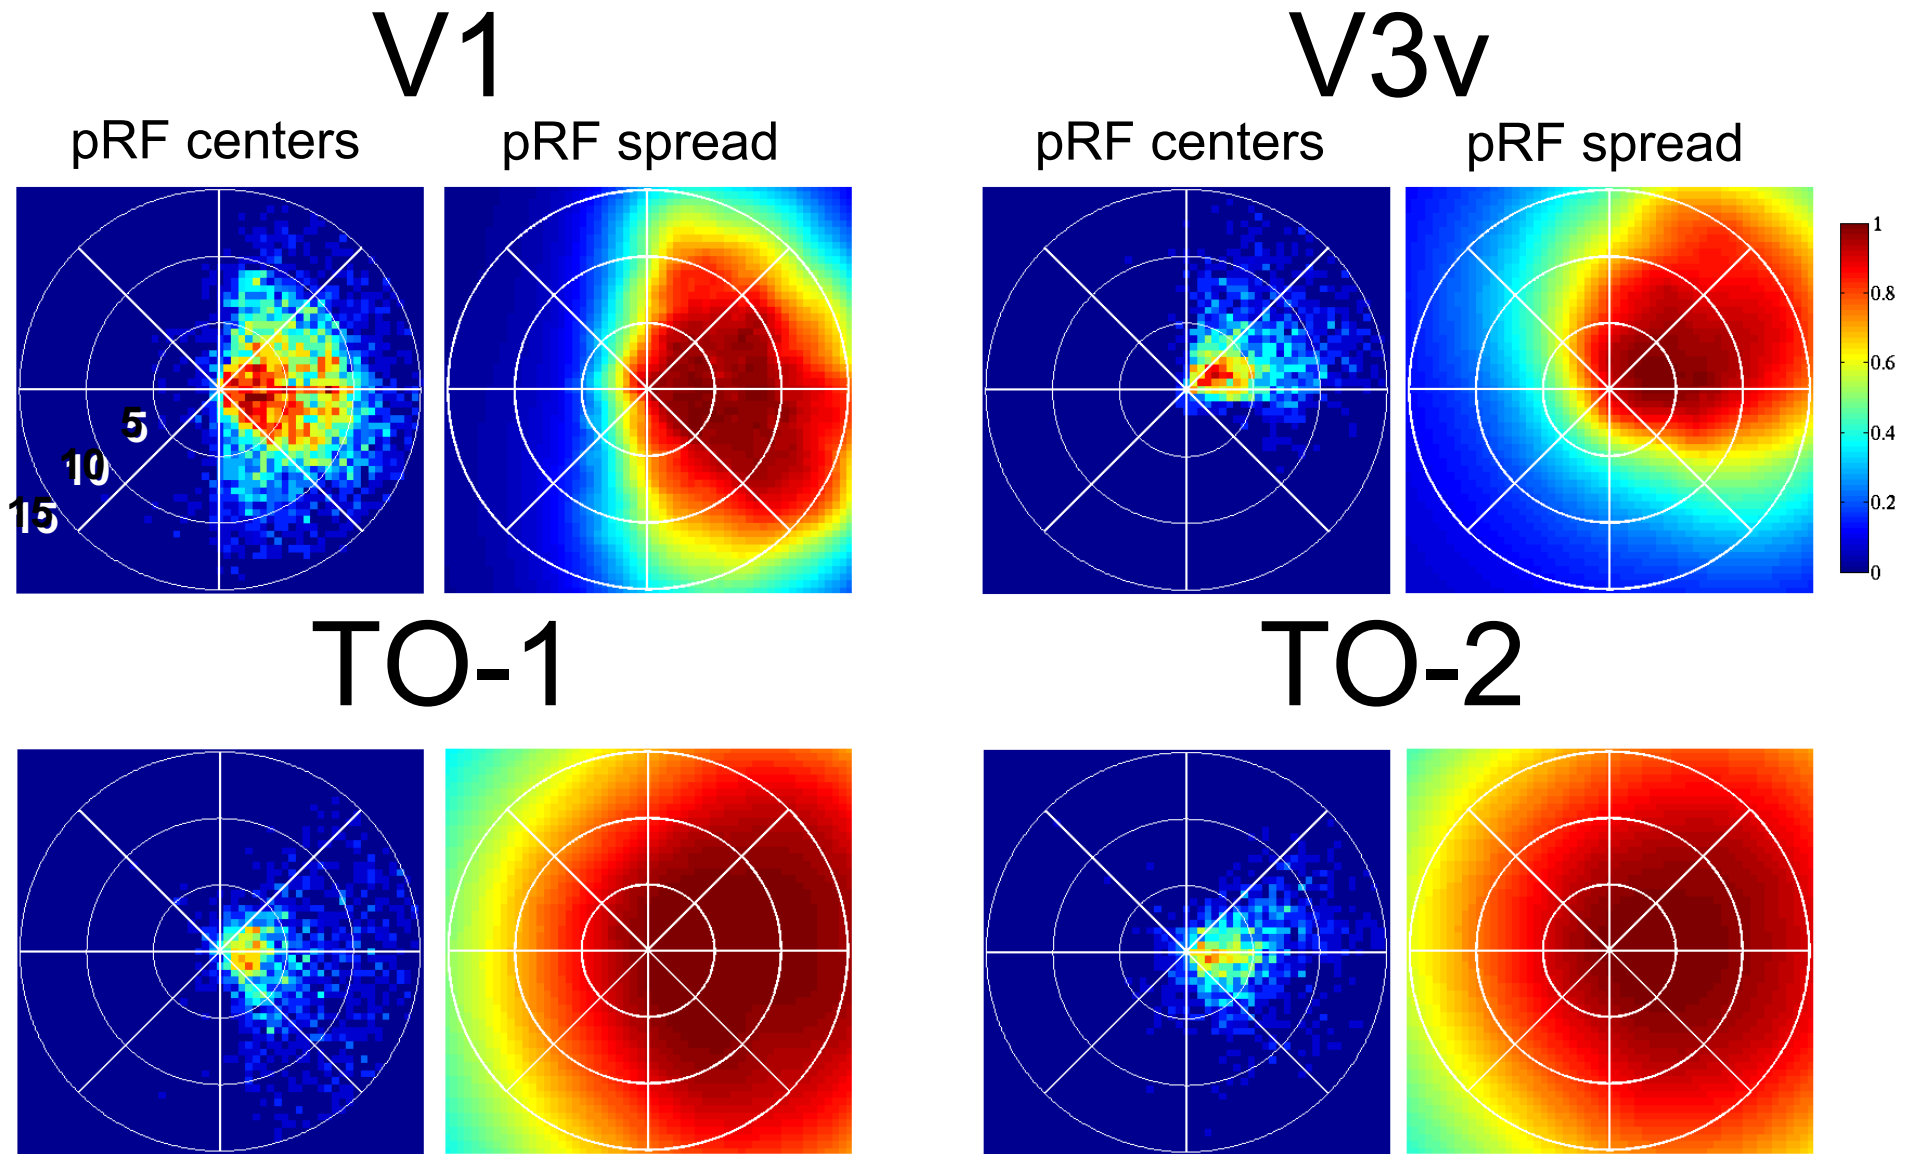 V1
V3v
pRF centers
pRF spread
pRF centers
pRF spread
5
10
15
1
0.8
0.6
0.4
0.2
0
TO-1
TO-2